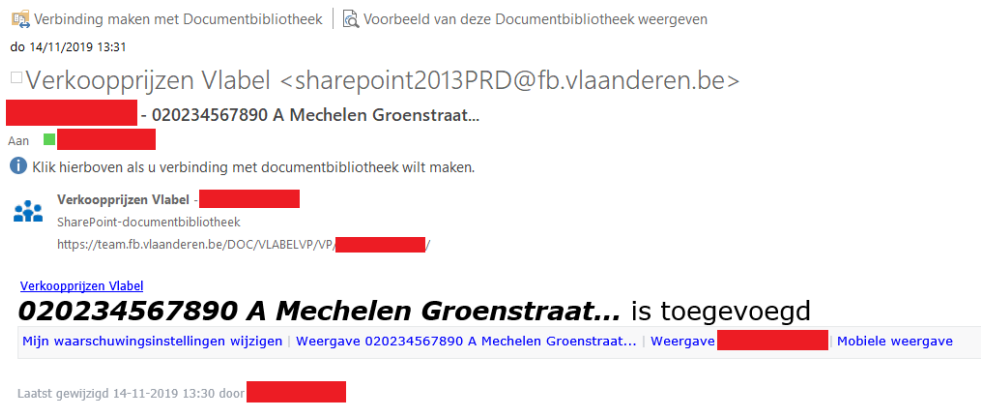 Verbinding maken met Documentbibliotheek | Voorbeeld van deze Documentbibliotheek weergeven
do 14/11/2019 13:31
Verkoopprijzen Vlabel <sharepoint2013PRD@fb.vlaanderen.be>
- 020234567890 A Mechelen Groenstraat...
Aan
Klik hierboven als u verbinding met documentbibliotheek wilt maken.
Verkoopprijzen Vlabel -
SharePoint-documentbibliotheek
https://team.fb.vlaanderen.be/DOC/VLABELVP/VP/ /
Verkoopprijzen Vlabel
020234567890 A Mechelen Groenstraat... is toegevoegd
Mijn waarschuwingsinstellingen wijzigen | Weergave 020234567890 A Mechelen Groenstraat... | Weergave | Mobiele weergave
Laatst gewijzigd 14-11-2019 13:30 door